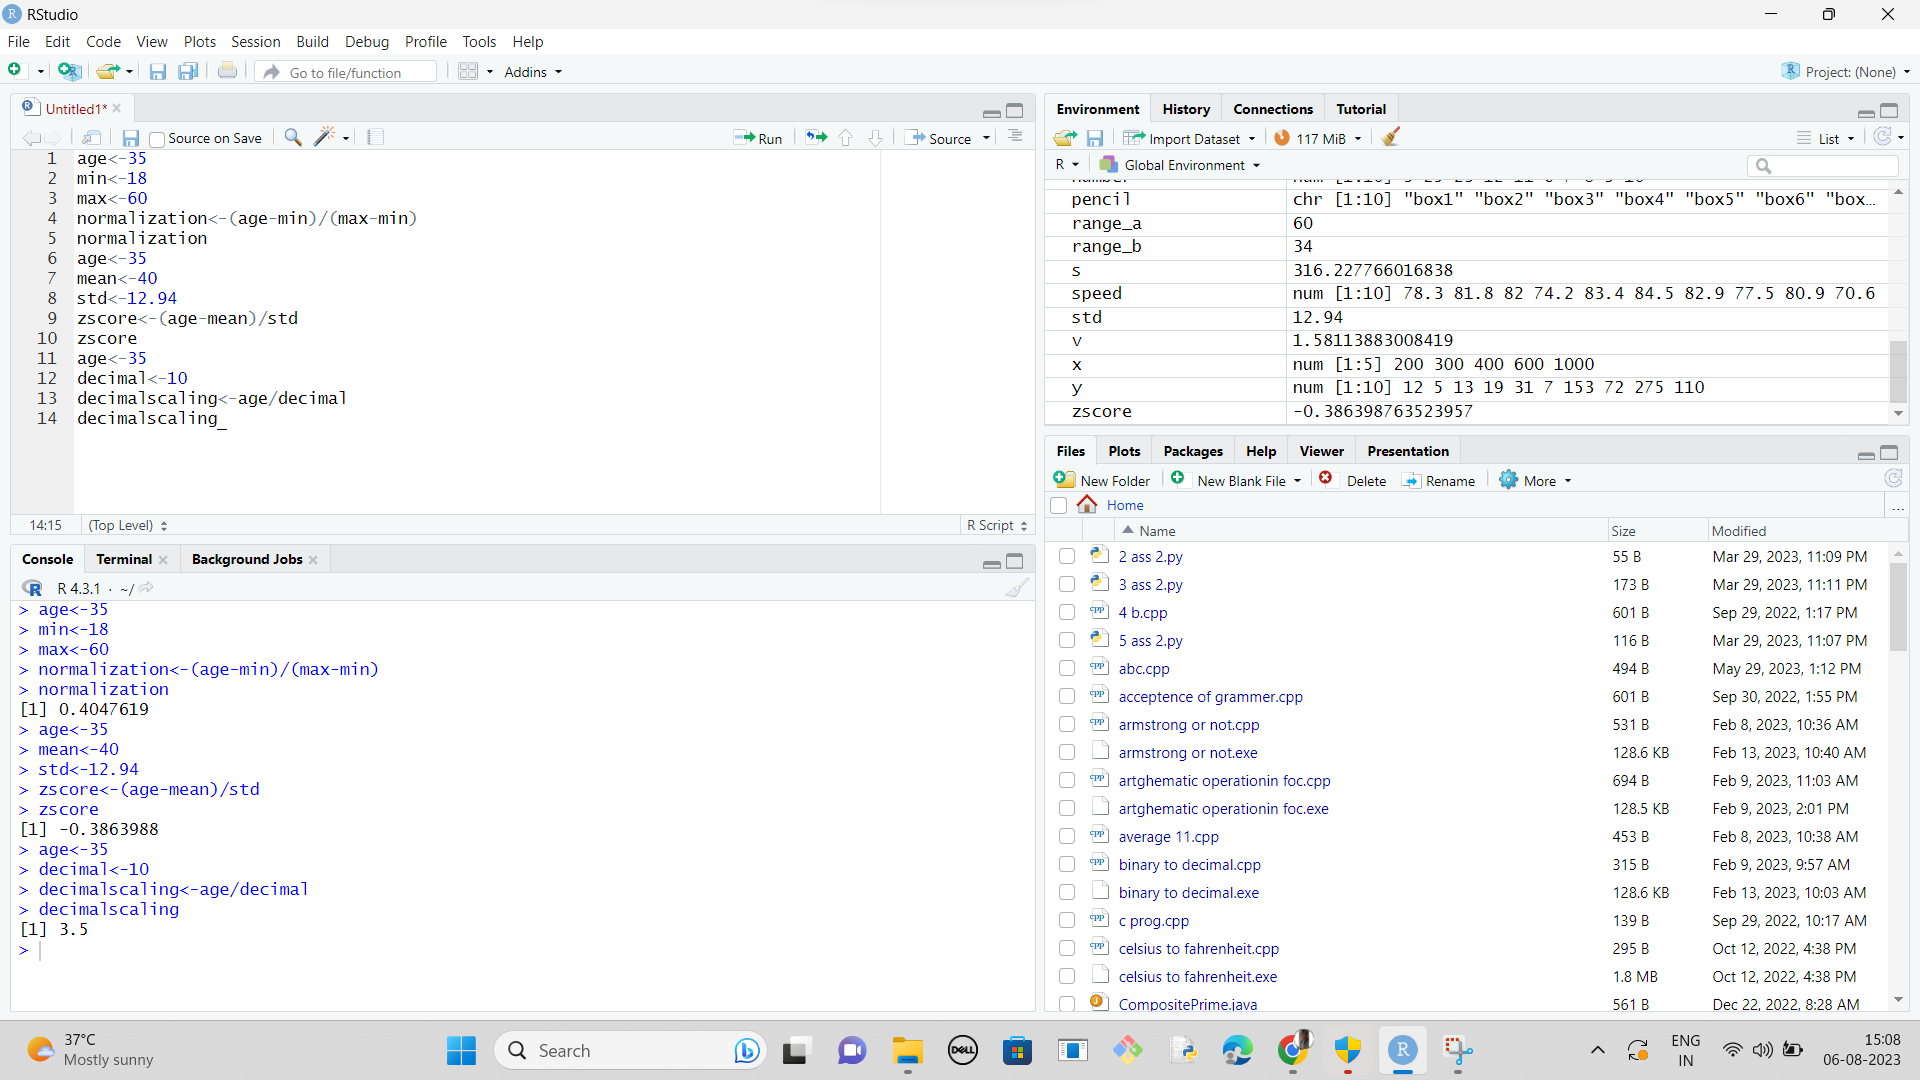 RStudio
File Edit Code View Plots Session Build Debug Profile Tools Help
Go to file/function Addins Project: (None)
Untitled1*
Source on Save Run Source
1 age<-35
2 min<-18
3 max<-60
4 normalization<-(age-min)/(max-min)
5 normalization
6 age<-35
7 mean<-40
8 std<-12.94
9 zscore<-(age-mean)/std
10 zscore
11 age<-35
12 decimal<-10
13 decimalscaling<-age/decimal
14 decimalscaling_
14:15 (Top Level) R Script
Console Terminal Background Jobs
R 4.3.1 · ~/
> age<-35
> min<-18
> max<-60
> normalization<-(age-min)/(max-min)
> normalization
[1] 0.4047619
> age<-35
> mean<-40
> std<-12.94
> zscore<-(age-mean)/std
> zscore
[1] -0.3863988
> age<-35
> decimal<-10
> decimalscaling<-age/decimal
> decimalscaling
[1] 3.5
>
Environment History Connections Tutorial
Import Dataset 117 MiB List
R Global Environment
pencil chr [1:10] "box1" "box2" "box3" "box4" "box5" "box6" "box…
range_a 60
range_b 34
s 316.227766016838
speed num [1:10] 78.3 81.8 82 74.2 83.4 84.5 82.9 77.5 80.9 70.6
std 12.94
v 1.58113883008419
x num [1:5] 200 300 400 600 1000
y num [1:10] 12 5 13 19 31 7 153 72 275 110
zscore -0.386398763523957
Files Plots Packages Help Viewer Presentation
New Folder New Blank File Delete Rename More
Home ...
Name Size Modified
2 ass 2.py 55 B Mar 29, 2023, 11:09 PM
3 ass 2.py 173 B Mar 29, 2023, 11:11 PM
4 b.cpp 601 B Sep 29, 2022, 1:17 PM
5 ass 2.py 116 B Mar 29, 2023, 11:07 PM
abc.cpp 494 B May 29, 2023, 1:12 PM
acceptence of grammer.cpp 601 B Sep 30, 2022, 1:55 PM
armstrong or not.cpp 531 B Feb 8, 2023, 10:36 AM
armstrong or not.exe 128.6 KB Feb 13, 2023, 10:40 AM
artghematic operationin foc.cpp 694 B Feb 9, 2023, 11:03 AM
artghematic operationin foc.exe 128.5 KB Feb 9, 2023, 2:01 PM
average 11.cpp 453 B Feb 8, 2023, 10:38 AM
binary to decimal.cpp 315 B Feb 9, 2023, 9:57 AM
binary to decimal.exe 128.6 KB Feb 13, 2023, 10:03 AM
c prog.cpp 139 B Sep 29, 2022, 10:17 AM
celsius to fahrenheit.cpp 295 B Oct 12, 2022, 4:38 PM
celsius to fahrenheit.exe 1.8 MB Oct 12, 2022, 4:38 PM
CompositePrime.java 561 B Dec 22, 2022, 8:28 AM
37°C
Mostly sunny
Search
DELL
ENG
IN
15:08
06-08-2023